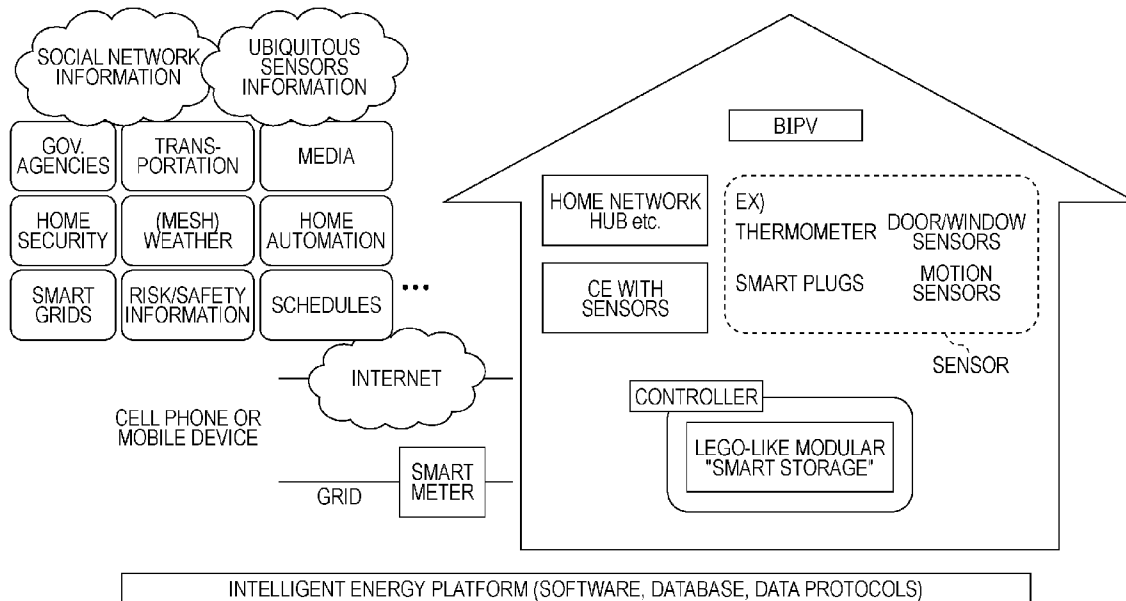 SOCIAL NETWORK
INFORMATION
UBIQUITOUS
SENSORS
INFORMATION
GOV.
AGENCIES
TRANS-
PORTATION
MEDIA
HOME
SECURITY
(MESH)
WEATHER
HOME
AUTOMATION
SMART
GRIDS
RISK/SAFETY
INFORMATION
SCHEDULES
...
INTERNET
CELL PHONE OR
MOBILE DEVICE
GRID
SMART
METER
BIPV
HOME NETWORK
HUB etc.
CE WITH
SENSORS
EX)
THERMOMETER
DOOR/WINDOW
SENSORS
SMART PLUGS
MOTION
SENSORS
SENSOR
CONTROLLER
LEGO-LIKE MODULAR
"SMART STORAGE"
INTELLIGENT ENERGY PLATFORM (SOFTWARE, DATABASE, DATA PROTOCOLS)